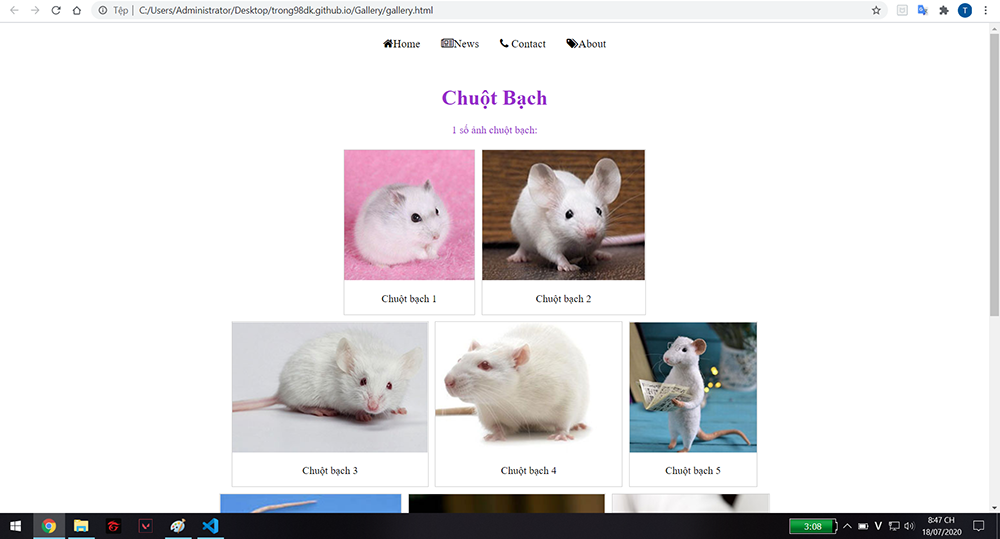 Tệp | C:/Users/Administrator/Desktop/trong98dk.github.io/Gallery/gallery.html
T
Home News Contact About
Chuột Bạch
1 số ảnh chuột bạch:
Chuột bạch 1 Chuột bạch 2
Chuột bạch 3 Chuột bạch 4 Chuột bạch 5
3:08
V
8:47 CH
18/07/2020